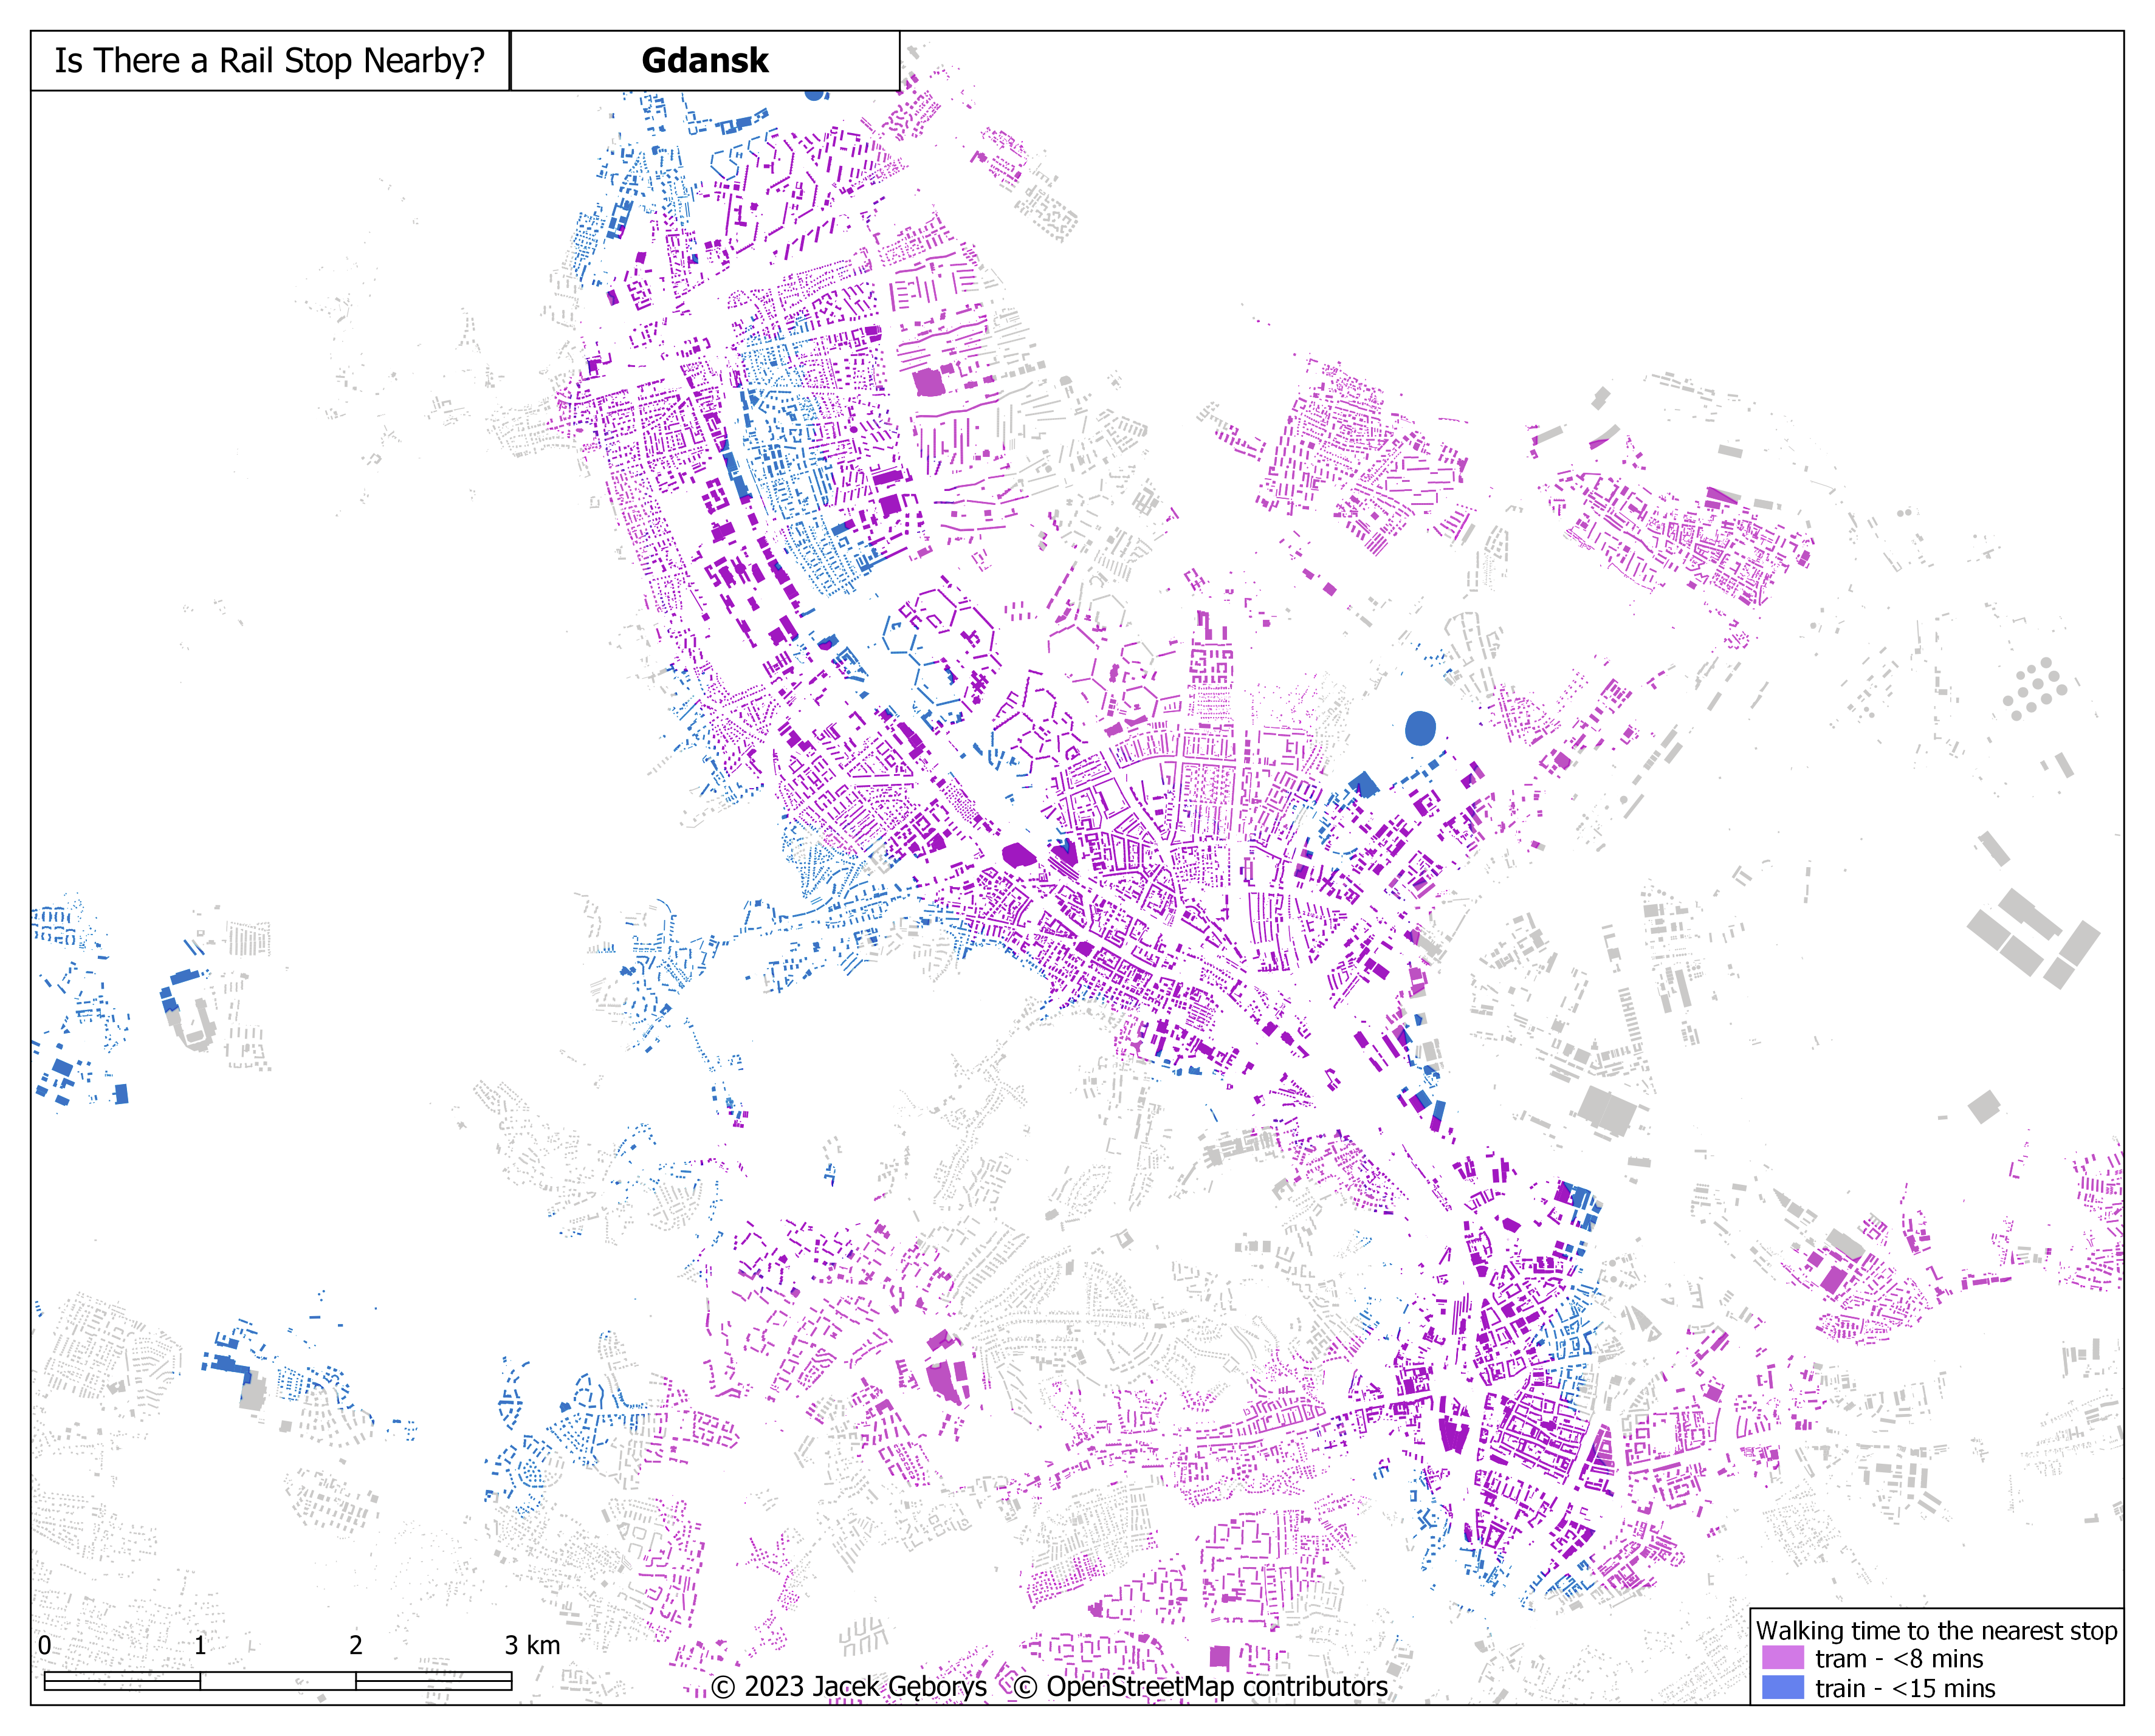 Is There a Rail Stop Nearby?
Gdansk
0 1 2 3 km
© 2023 Jacek Gęborys © OpenStreetMap contributors
Walking time to the nearest stop
tram - <8 mins
train - <15 mins